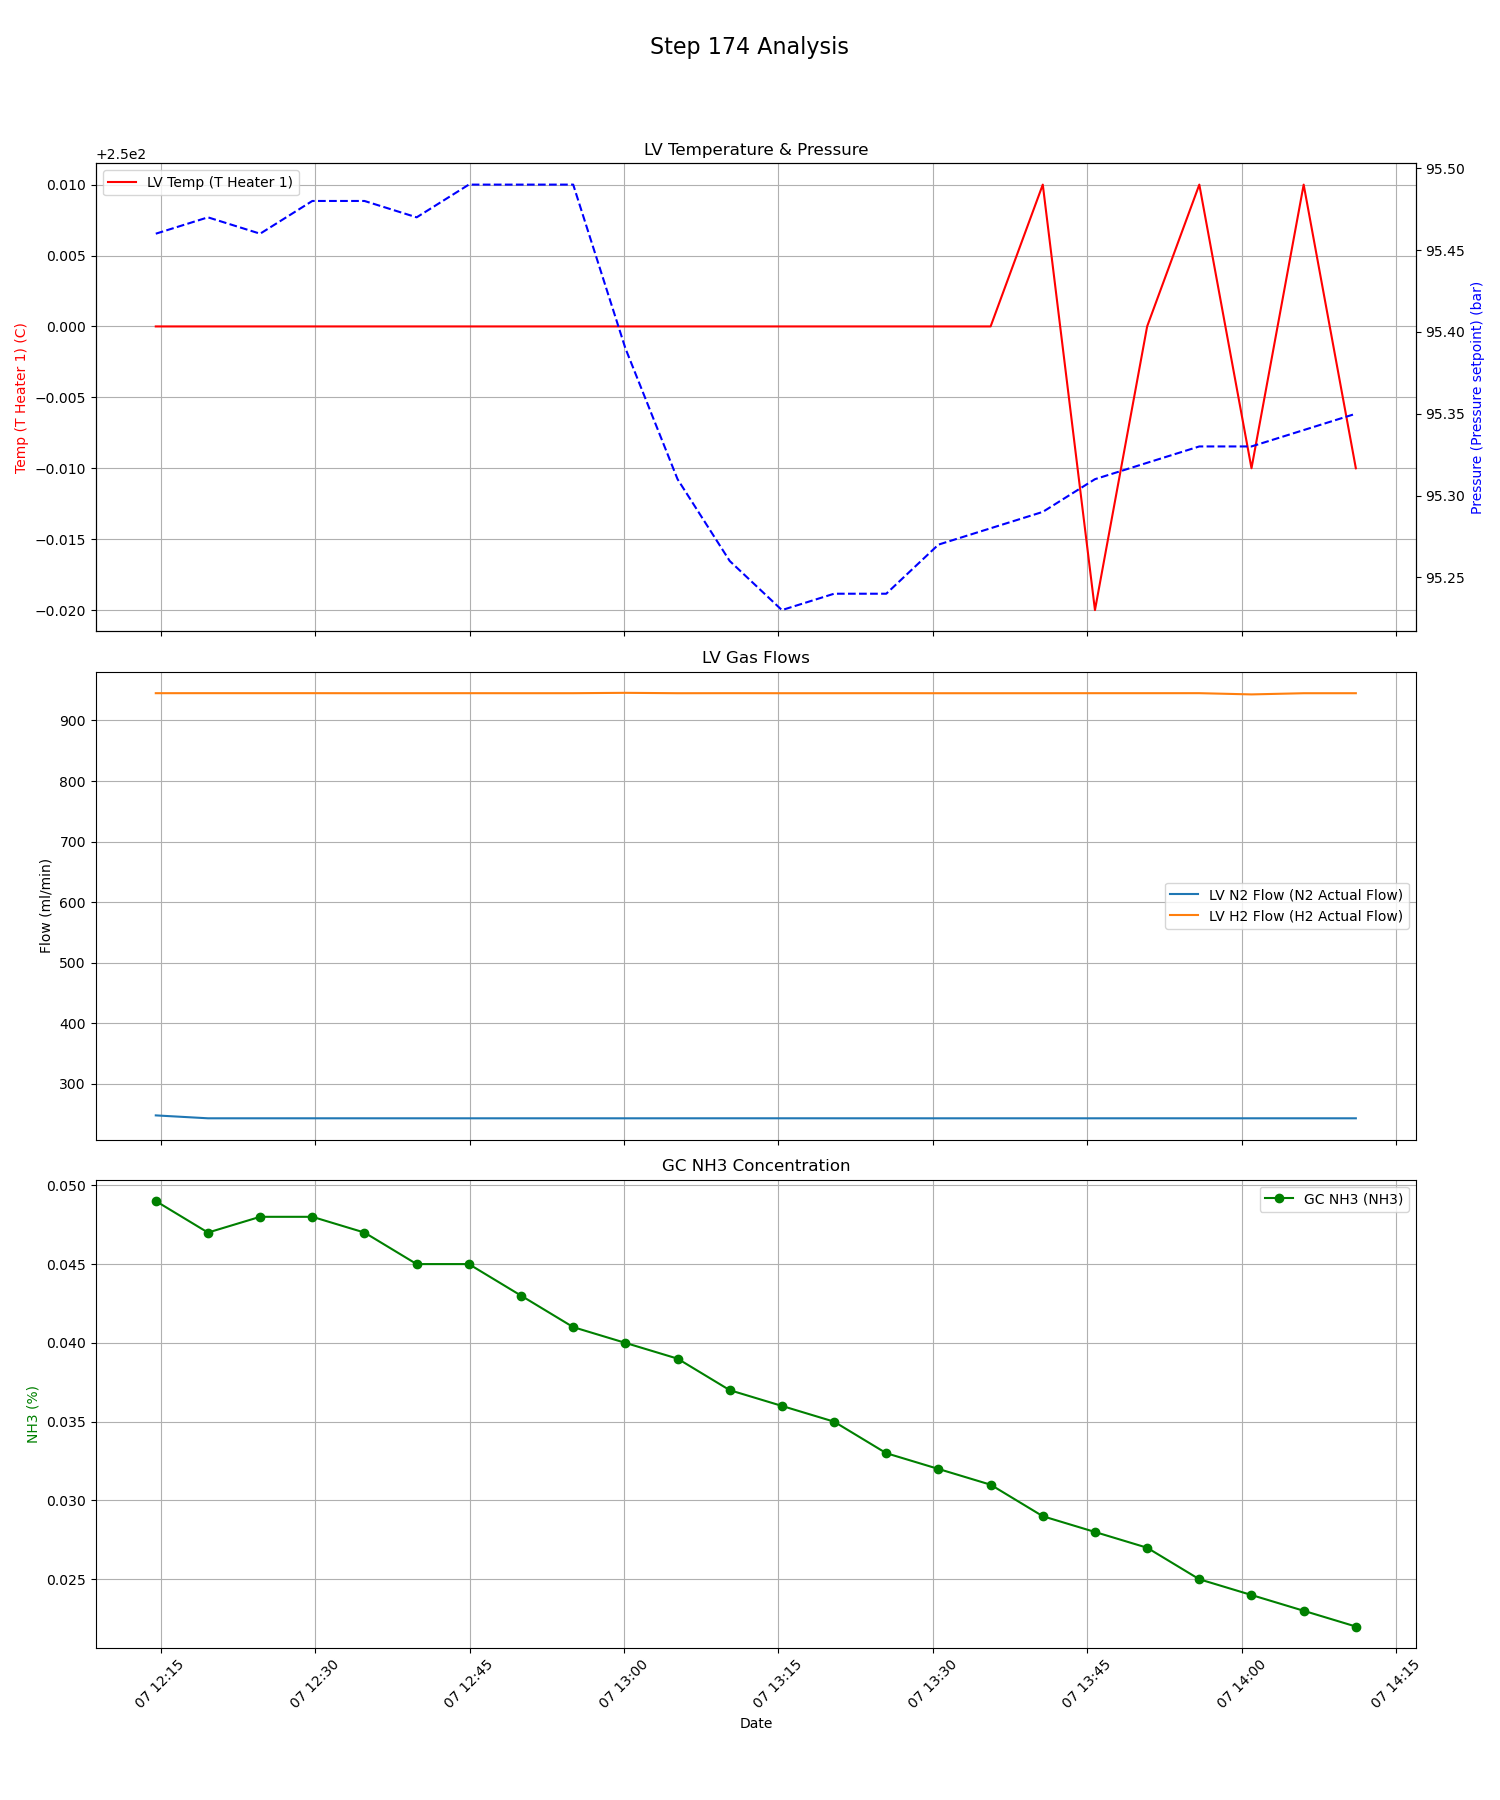 Step 174 Analysis
LV Temperature & Pressure
+2.5e2
LV Temp (T Heater 1)
0.010
0.005
0.000
−0.005
−0.010
−0.015
−0.020
Temp (T Heater 1) (C)
95.50
95.45
95.40
95.35
95.30
95.25
Pressure (Pressure setpoint) (bar)
LV Gas Flows
900
800
700
600
500
400
300
Flow (ml/min)
LV N2 Flow (N2 Actual Flow)
LV H2 Flow (H2 Actual Flow)
GC NH3 Concentration
0.050
0.045
0.040
0.035
0.030
0.025
NH3 (%)
GC NH3 (NH3)
07 12:15
07 12:30
07 12:45
07 13:00
07 13:15
07 13:30
07 13:45
07 14:00
07 14:15
Date